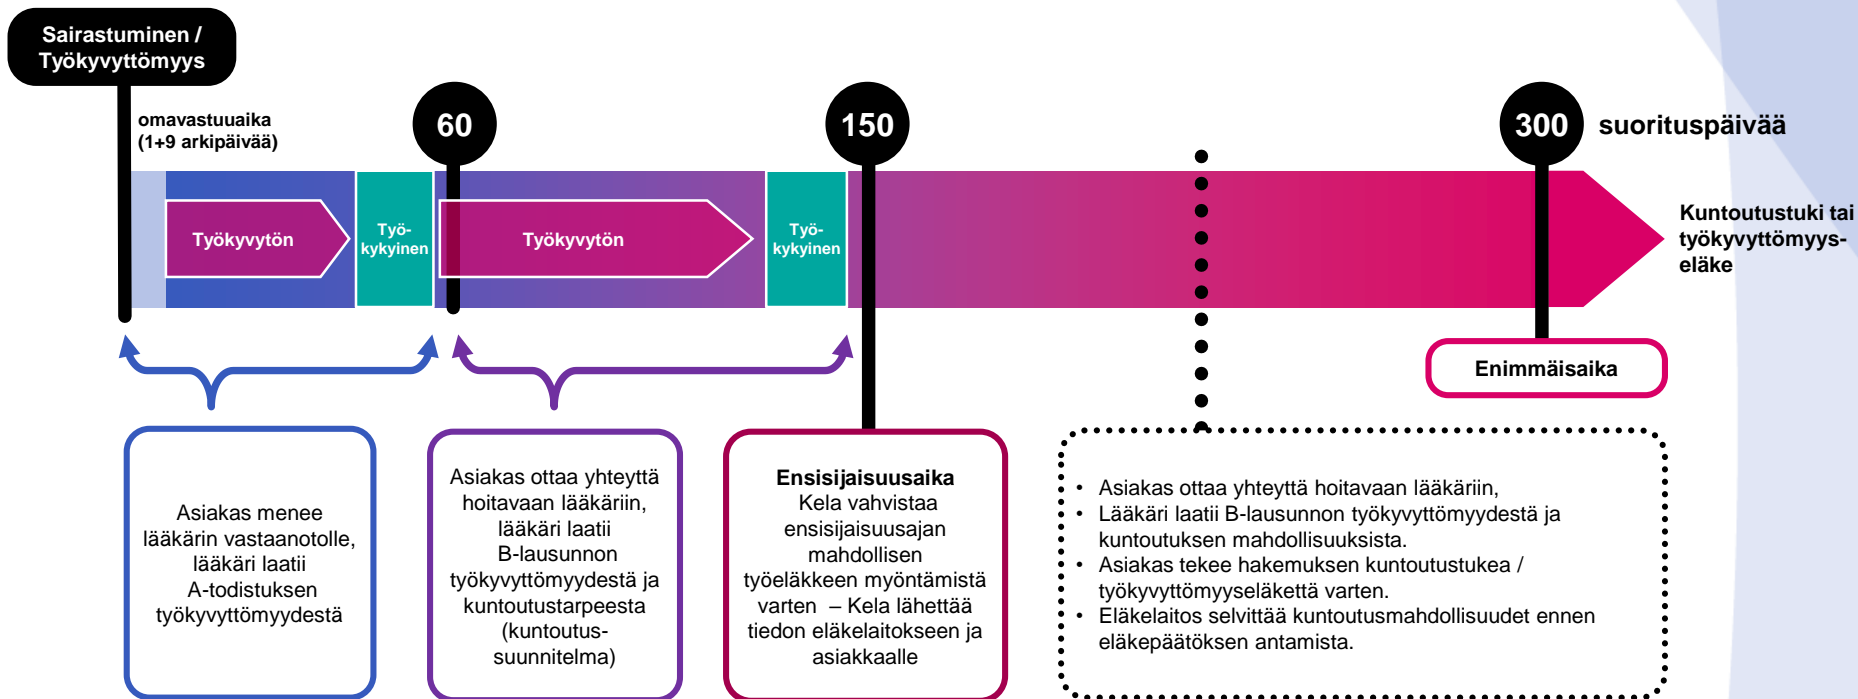 Sairastuminen /
Työkyvyttömyys
omavastuuaika
(1+9 arkipäivää)
60
150
300
suorituspäivää
Työkyvytön
Työ-
kykyinen
Työkyvytön
Työ-
kykyinen
Kuntoutustuki tai
työkyvyttömyys-
eläke
Enimmäisaika
Asiakas menee
lääkärin vastaanotolle,
lääkäri laatii
A-todistuksen
työkyvyttömyydestä
Asiakas ottaa yhteyttä
hoitavaan lääkäriin,
lääkäri laatii
B-lausunnon
työkyvyttömyydestä ja
kuntoutustarpeesta
(kuntoutus-
suunnitelma)
Ensisijaisuusaika
Kela vahvistaa
ensisijaisuusajan
mahdollisen
työeläkkeen myöntämistä
varten – Kela lähettää
tiedon eläkelaitokseen ja
asiakkaalle
• Asiakas ottaa yhteyttä hoitavaan lääkäriin,
• Lääkäri laatii B-lausunnon työkyvyttömyydestä ja
kuntoutuksen mahdollisuuksista.
• Asiakas tekee hakemuksen kuntoutustukea /
työkyvyttömyyseläkettä varten.
• Eläkelaitos selvittää kuntoutusmahdollisuudet ennen
eläkepäätöksen antamista.